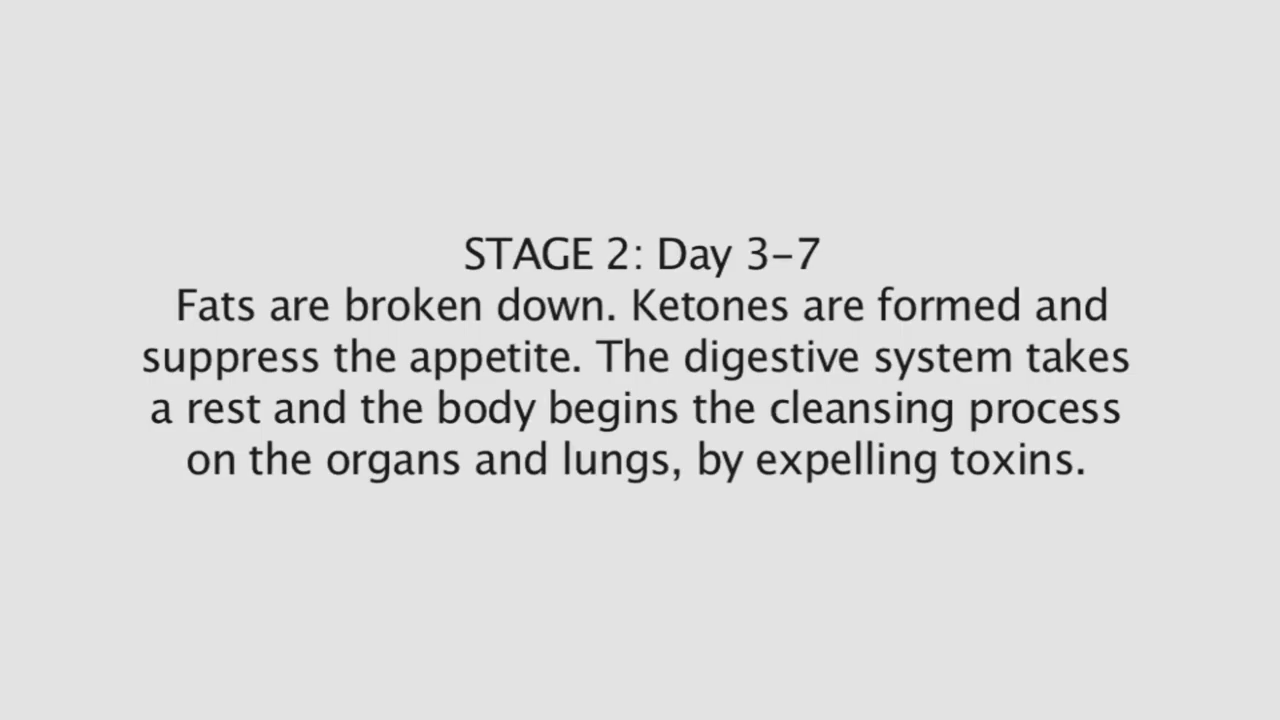 STAGE 2: Day 3–7
Fats are broken down. Ketones are formed and
suppress the appetite. The digestive system takes
a rest and the body begins the cleansing process
on the organs and lungs, by expelling toxins.